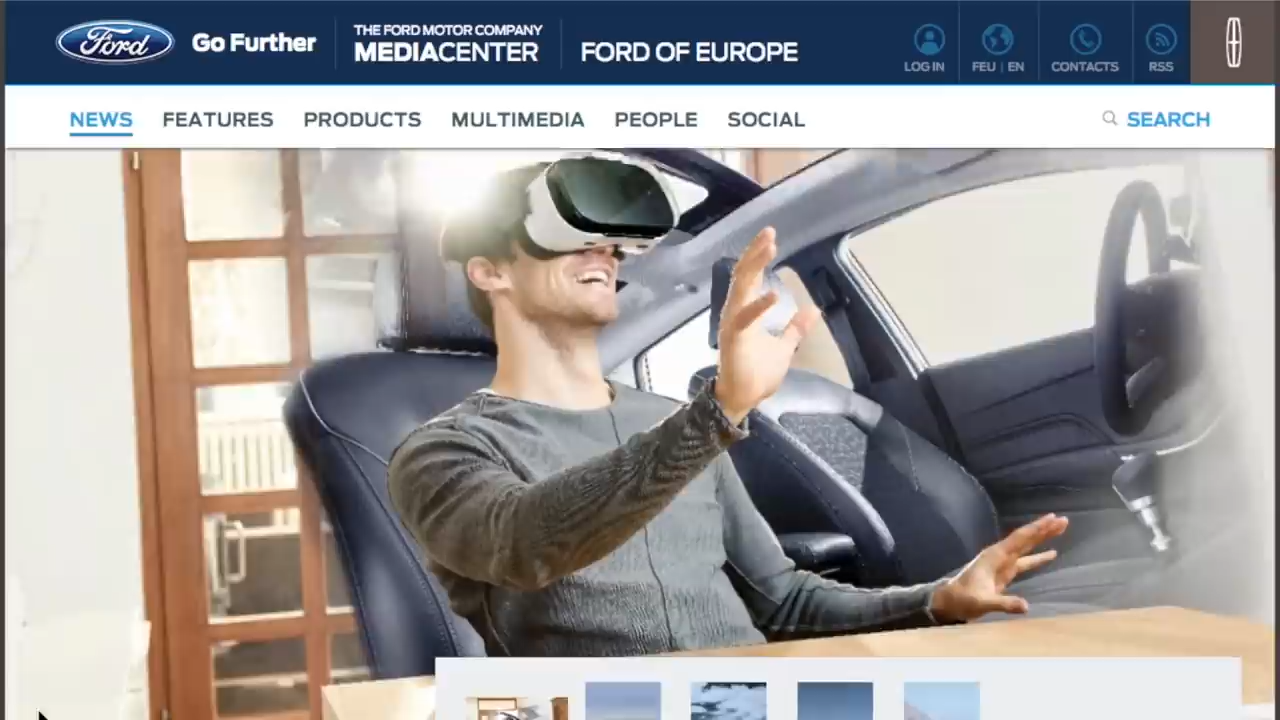 Ford
Go Further
THE FORD MOTOR COMPANY
MEDIACENTER
FORD OF EUROPE
LOG IN
FEU | EN
CONTACTS
RSS
NEWS
FEATURES
PRODUCTS
MULTIMEDIA
PEOPLE
SOCIAL
SEARCH